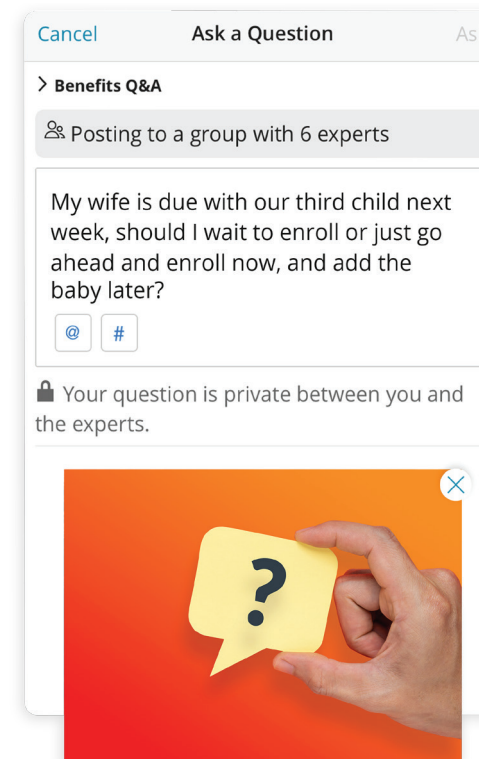 Cancel Ask a Question As
> Benefits Q&A
Posting to a group with 6 experts
My wife is due with our third child next
week, should I wait to enroll or just go
ahead and enroll now, and add the
baby later?
@ #
Your question is private between you and
the experts.
?